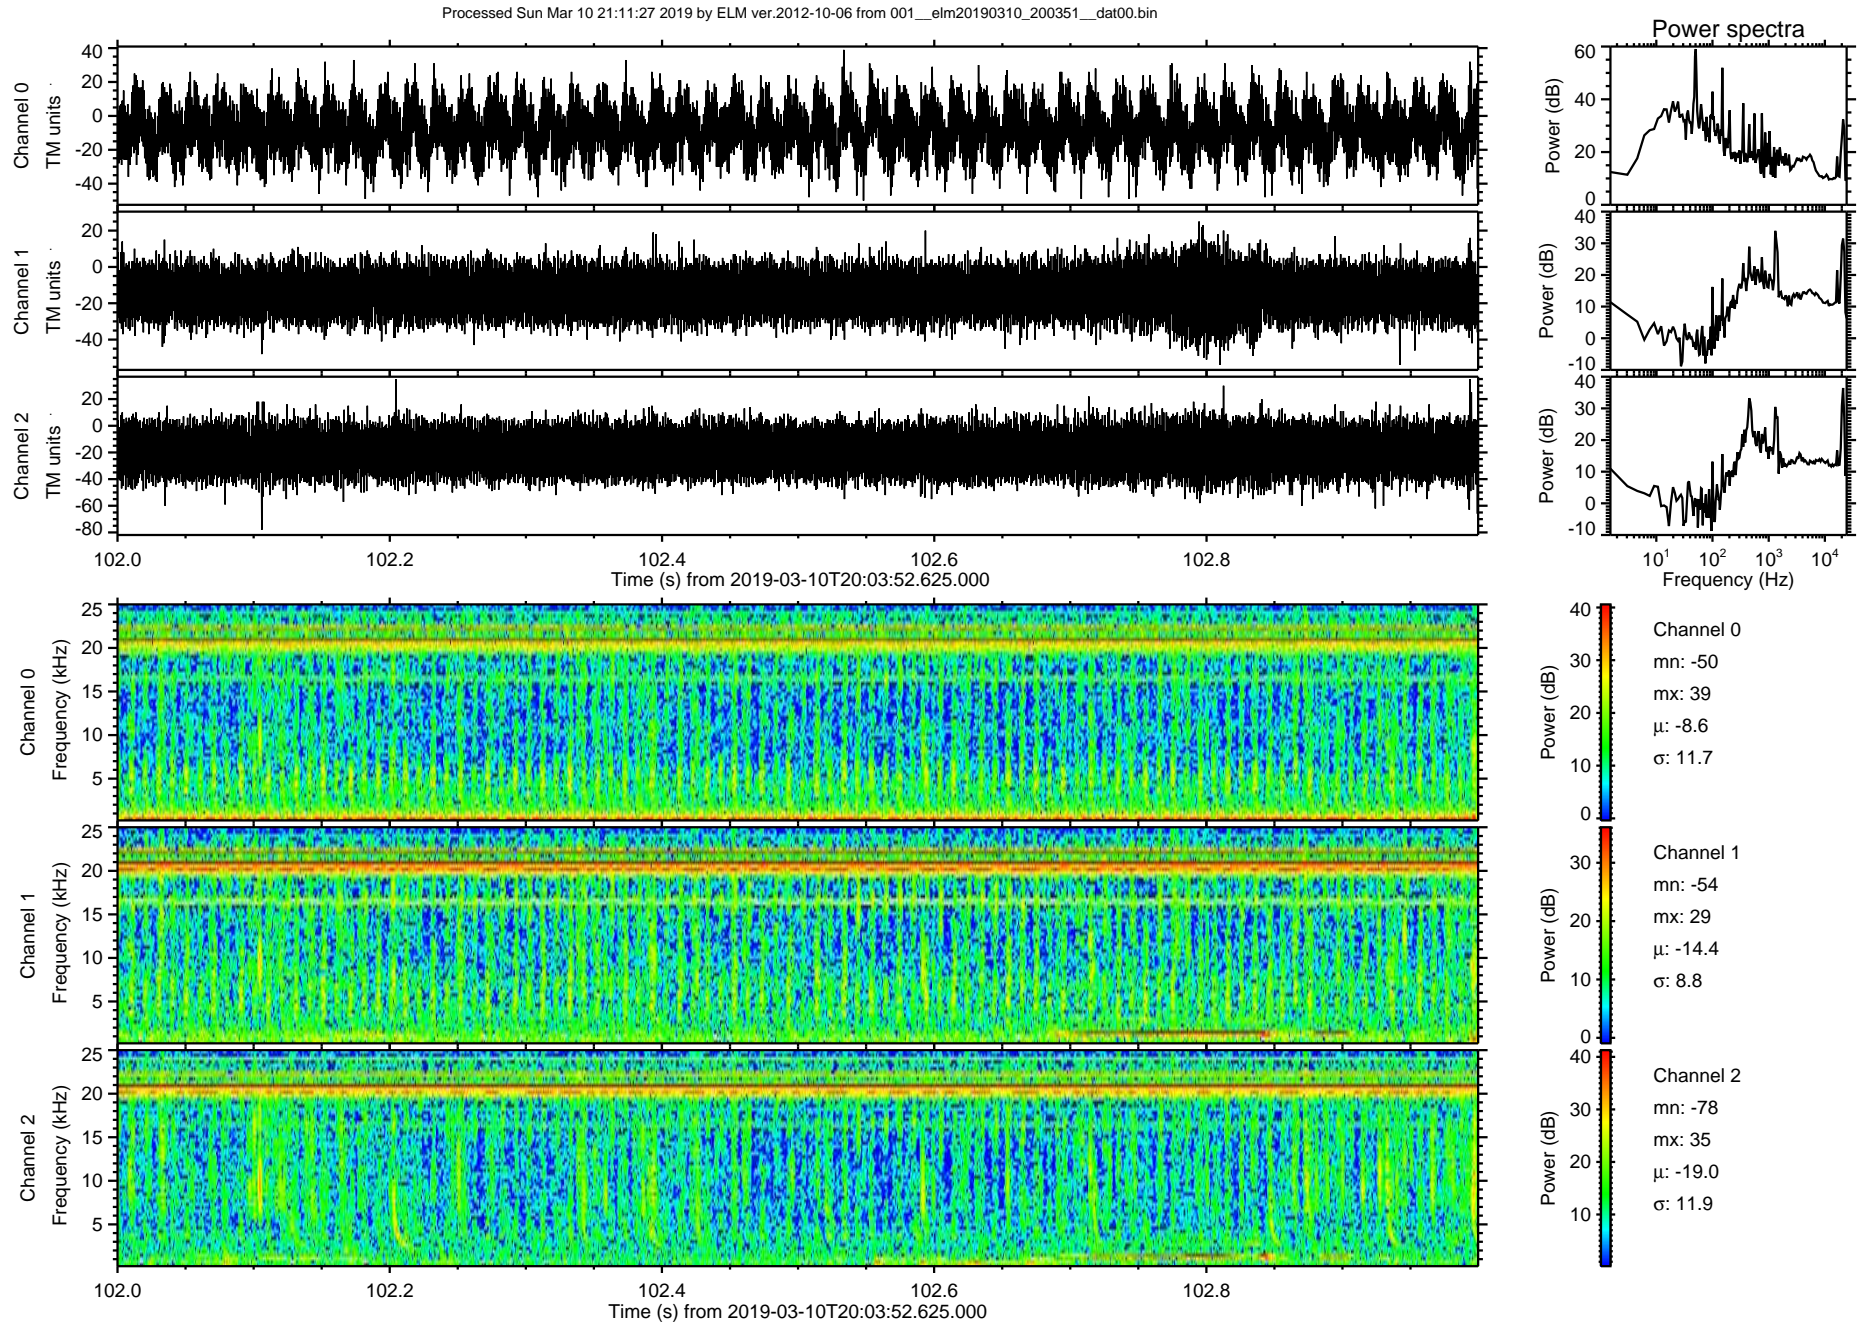 Processed Sun Mar 10 21:11:27 2019 by ELM ver.2012-10-06 from 001__elm20190310_200351__dat00.bin
Power spectra
Channel 0
TM units
40
20
0
-20
-40
Power (dB)
60
40
20
0
Channel 1
TM units
20
0
-20
-40
Power (dB)
40
30
20
10
0
-10
Channel 2
TM units
20
0
-20
-40
-60
-80
Power (dB)
40
30
20
10
0
-10
102.0 102.2 102.4 102.6 102.8
Time (s) from 2019-03-10T20:03:52.625.000
10^1 10^2 10^3 10^4
Frequency (Hz)
Channel 0
Frequency (kHz)
25
20
15
10
5
Power (dB)
40
30
20
10
0
Channel 0
mn: -50
mx: 39
μ: -8.6
σ: 11.7
Channel 1
Frequency (kHz)
25
20
15
10
5
Power (dB)
30
20
10
0
Channel 1
mn: -54
mx: 29
μ: -14.4
σ: 8.8
Channel 2
Frequency (kHz)
25
20
15
10
5
Power (dB)
40
30
20
10
Channel 2
mn: -78
mx: 35
μ: -19.0
σ: 11.9
102.0 102.2 102.4 102.6 102.8
Time (s) from 2019-03-10T20:03:52.625.000